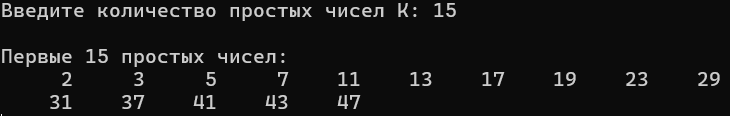 Введите количество простых чисел К: 15
Первые 15 простых чисел:
2 3 5 7 11 13 17 19 23 29
31 37 41 43 47